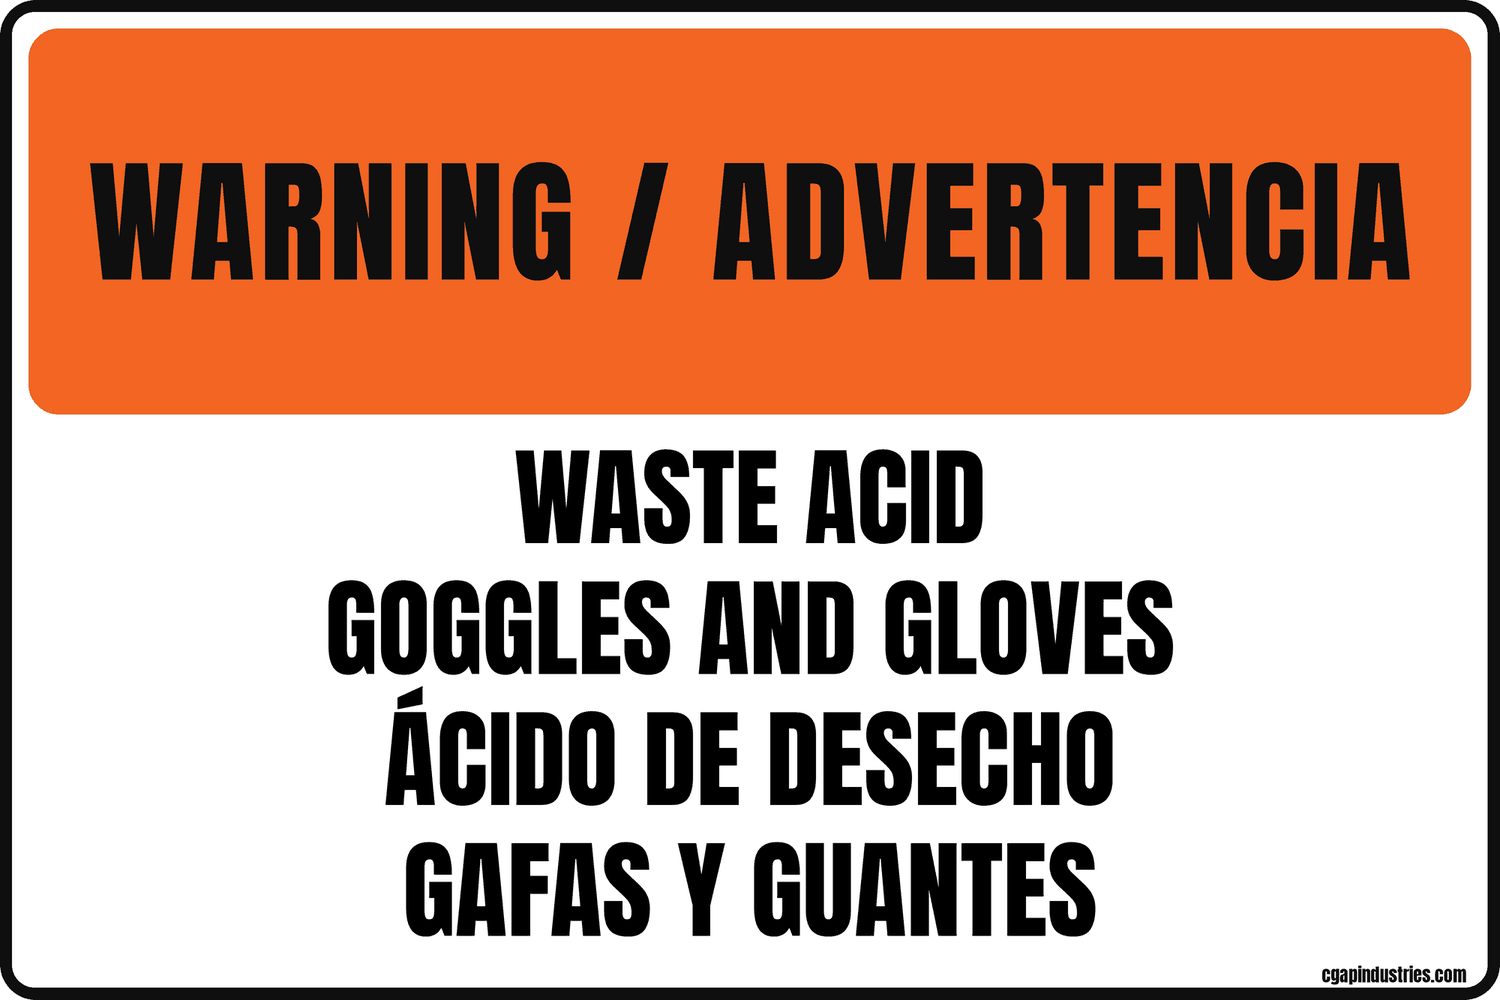 WARNING / ADVERTENCIA
WASTE ACID
GOGGLES AND GLOVES
ÁCIDO DE DESECHO
GAFAS Y GUANTES
cgapindustries.com